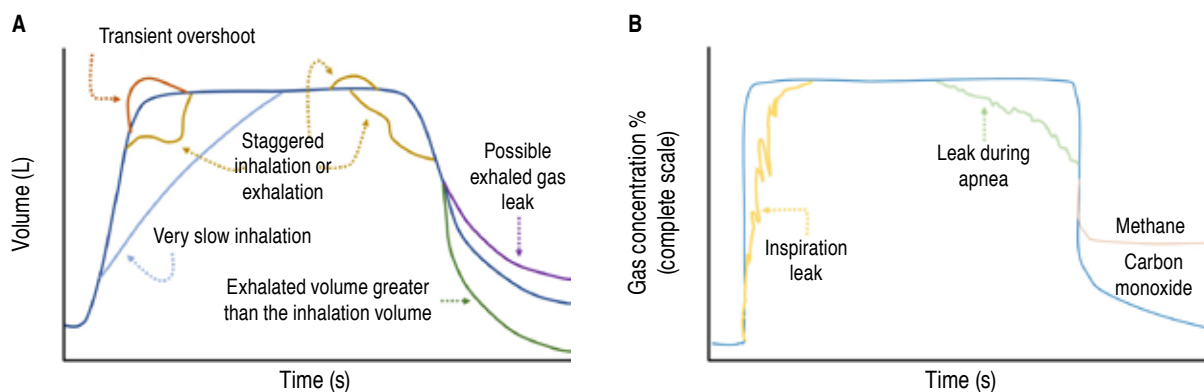 A
Transient overshoot
Volume (L)
Staggered
inhalation or
exhalation
Very slow inhalation
Possible
exhaled gas
leak
Exhalated volume greater
than the inhalation volume
Time (s)
B
Gas concentration %
(complete scale)
Leak during
apnea
Inspiration
leak
Methane
Carbon
monoxide
Time (s)